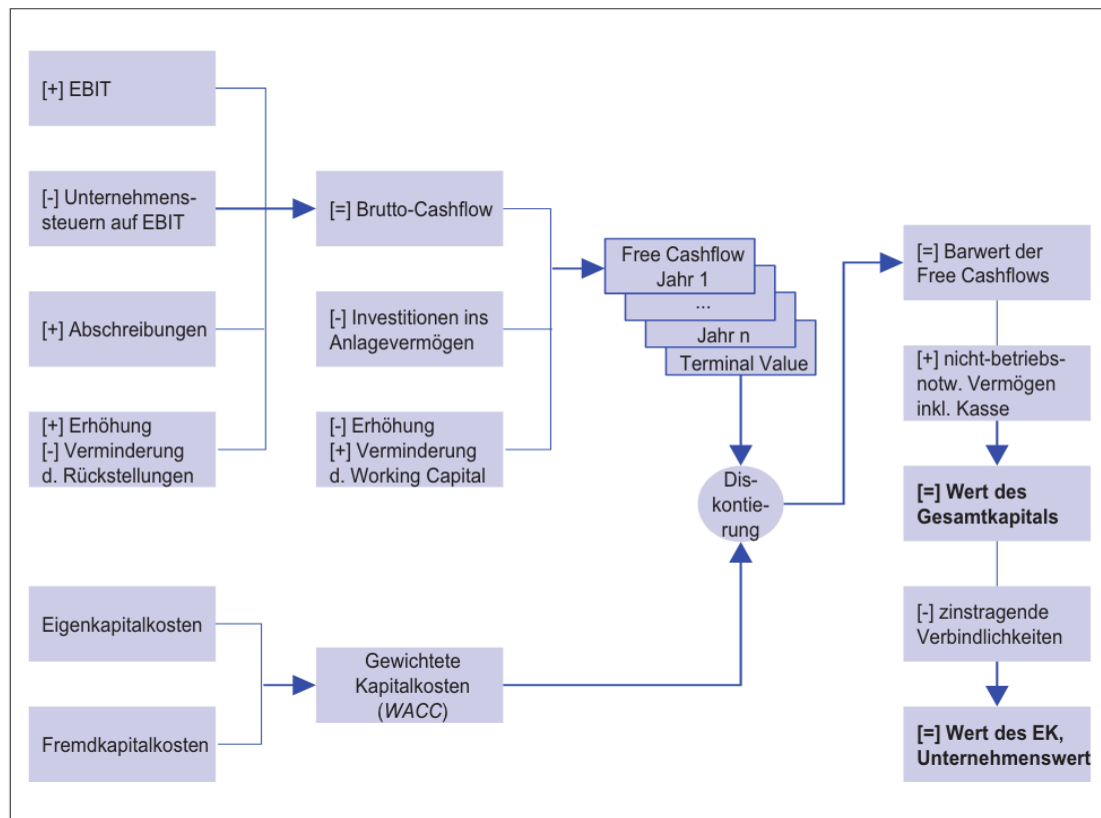 [+] EBIT
[-] Unternehmens-
steuern auf EBIT
[+] Abschreibungen
[+] Erhöhung
[-] Verminderung
d. Rückstellungen
[=] Brutto-Cashflow
[-] Investitionen ins
Anlagevermögen
[-] Erhöhung
[+] Verminderung
d. Working Capital
Free Cashflow
Jahr 1
...
Jahr n
Terminal Value
Dis-
kontie-
rung
Eigenkapitalkosten
Fremdkapitalkosten
Gewichtete
Kapitalkosten
(WACC)
[=] Barwert der
Free Cashflows
[+] nicht-betriebs-
notw. Vermögen
inkl. Kasse
[=] Wert des
Gesamtkapitals
[-] zinstragende
Verbindlichkeiten
[=] Wert des EK,
Unternehmenswert